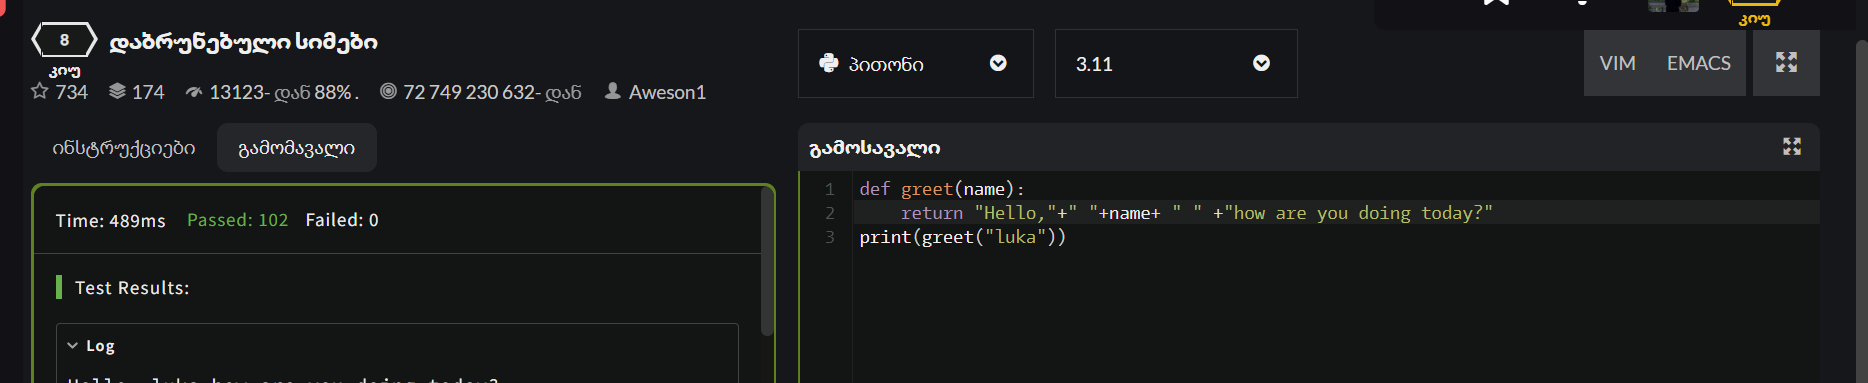 8 დაბრუნებული სიმები
კიუ
734 174 13123- დან 88% . 72 749 230 632- დან Aweson1
ინსტრუქციები გამომავალი
Time: 489ms Passed: 102 Failed: 0
Test Results:
Log
Hello, luka how are you doing today?
პითონი 3.11
კიუ
VIM EMACS
გამოსავალი
1 def greet(name):
2     return "Hello,"+" "+name+ " " +"how are you doing today?"
3 print(greet("luka"))